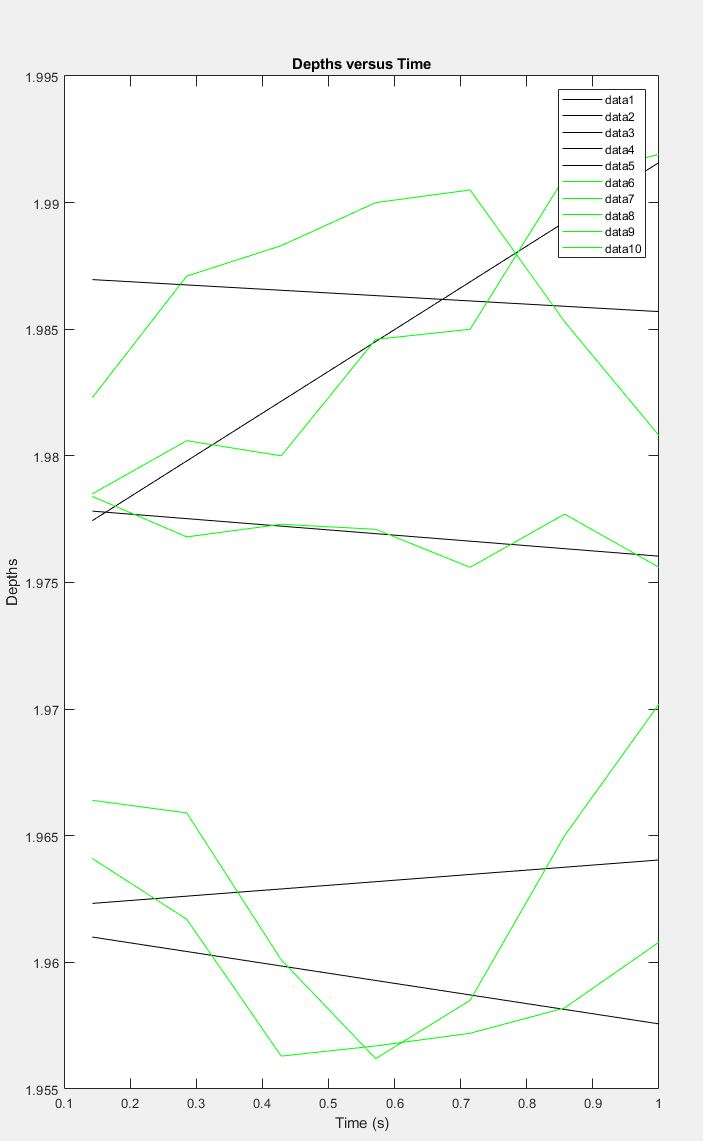 Depths versus Time
1.995
1.99
1.985
1.98
1.975
1.97
1.965
1.96
1.955
Depths
data1
data2
data3
data4
data5
data6
data7
data8
data9
data10
0.1 0.2 0.3 0.4 0.5 0.6 0.7 0.8 0.9 1
Time (s)